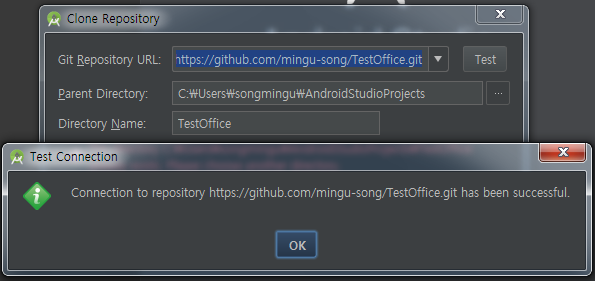 Clone Repository
Git Repository URL: https://github.com/mingu-song/TestOffice.git Test
Parent Directory: C:₩Users₩songmingu₩AndroidStudioProjects ...
Directory Name: TestOffice
Test Connection
Connection to repository https://github.com/mingu-song/TestOffice.git has been successful.
OK